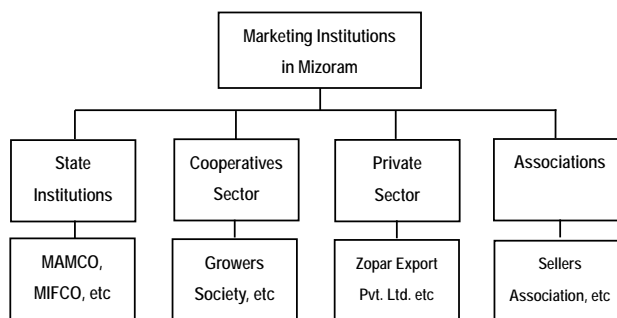 Marketing Institutions
in Mizoram
State
Institutions
Cooperatives
Sector
Private
Sector
Associations
MAMCO,
MIFCO, etc
Growers
Society, etc
Zopar Export
Pvt. Ltd. etc
Sellers
Association, etc